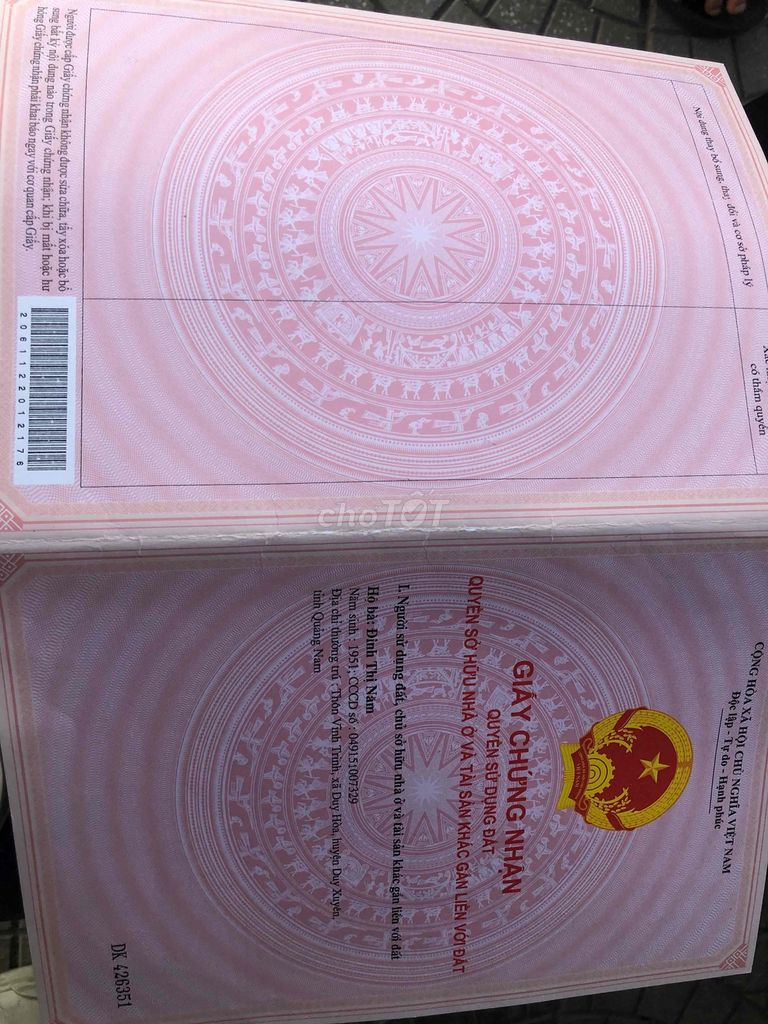 CỘNG HÒA XÃ HỘI CHỦ NGHĨA VIỆT NAM
Độc lập - Tự do - Hạnh phúc
GIẤY CHỨNG NHẬN
QUYỀN SỬ DỤNG ĐẤT
QUYỀN SỞ HỮU NHÀ Ở VÀ TÀI SẢN KHÁC GẮN LIỀN VỚI ĐẤT
I. Người sử dụng đất, chủ sở hữu nhà ở và tài sản khác gắn liền với đất
Hộ bà: Đinh Thị Năm
Năm sinh : 1951; CCCD số : 049151007329
Địa chỉ thường trú : Thôn Vĩnh Trinh, xã Duy Hòa, huyện Duy Xuyên,
tỉnh Quảng Nam
DK 426351
Nội dung thay bổ sung, thay đổi và cơ sở pháp lý
có thẩm quyền
Người được cấp Giấy chứng nhận không được sửa chữa, tẩy xóa hoặc bổ
sung bất kỳ nội dung nào trong Giấy chứng nhận; khi bị mất hoặc hư
hỏng Giấy chứng nhận phải khai báo ngay với cơ quan cấp Giấy.
2061122012176
choTỐT